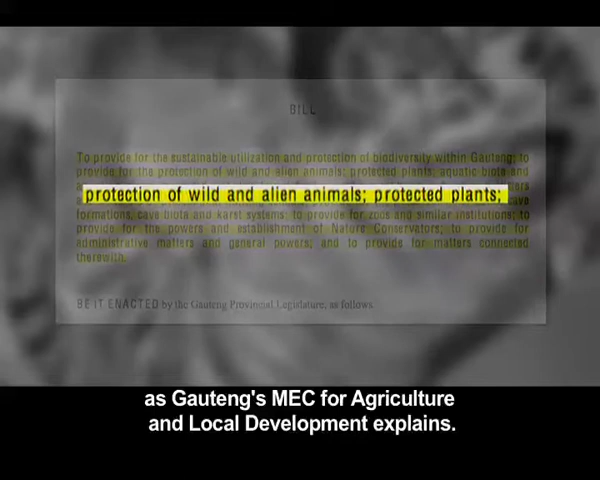 BILL
To provide for the sustainable utilization and protection of biodiversity within Gauteng; to
provide for the protection of wild and alien animals; protected plants; aquatic biota and
protection of wild and alien animals; protected plants;
formations, cave biota and karst systems; to provide for zoos and similar institutions; to
provide for the powers and establishment of Nature Conservators; to provide for
administrative matters and general powers; and to provide for matters connected
therewith.
BE IT ENACTED by the Gauteng Provincial Legislature, as follows.
as Gauteng's MEC for Agriculture
and Local Development explains.